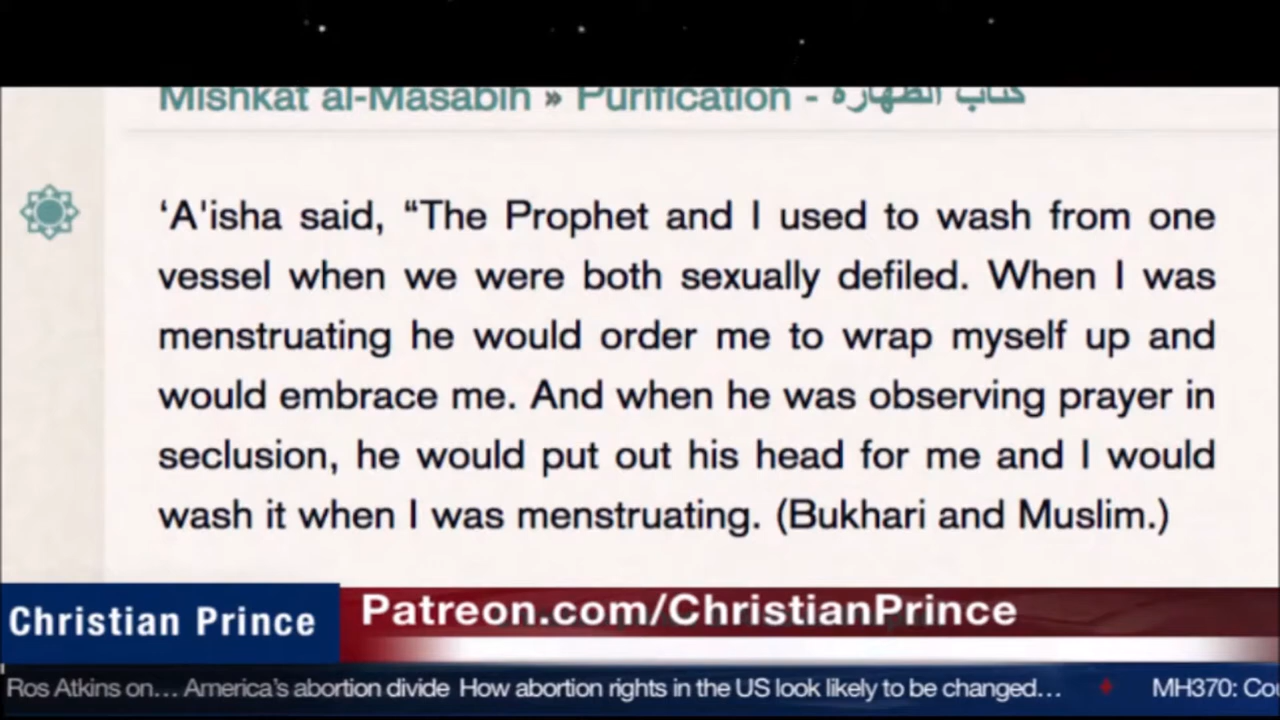 Mishkat al-Masabih » Purification - كتاب الطهارة
‘A'isha said, “The Prophet and I used to wash from one
vessel when we were both sexually defiled. When I was
menstruating he would order me to wrap myself up and
would embrace me. And when he was observing prayer in
seclusion, he would put out his head for me and I would
wash it when I was menstruating. (Bukhari and Muslim.)
Christian Prince
Patreon.com/ChristianPrince
Ros Atkins on... America's abortion divide How abortion rights in the US look likely to be changed... MH370: Cou